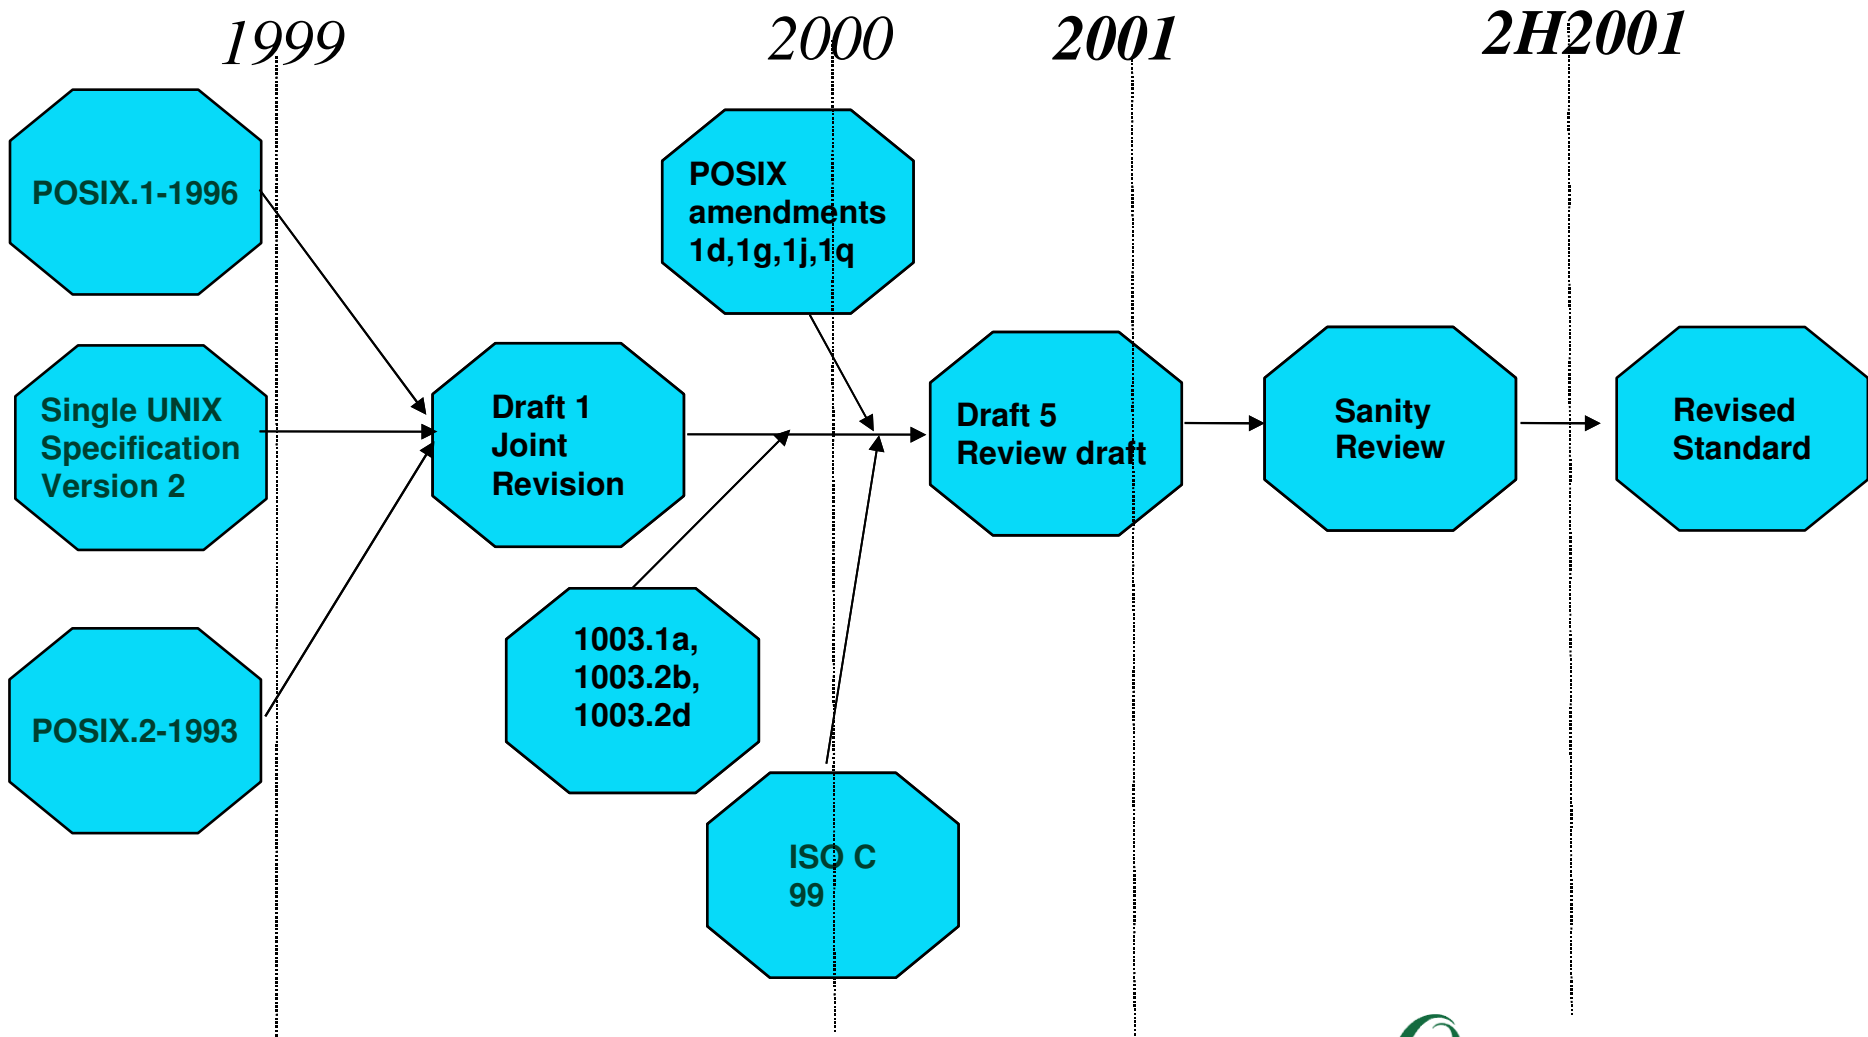 1999
2000
2001
2H2001
POSIX.1-1996
POSIX
amendments
1d,1g,1j,1q
Single UNIX
Specification
Version 2
Draft 1
Joint
Revision
Draft 5
Review draft
Sanity
Review
Revised
Standard
1003.1a,
1003.2b,
1003.2d
POSIX.2-1993
ISO C
99